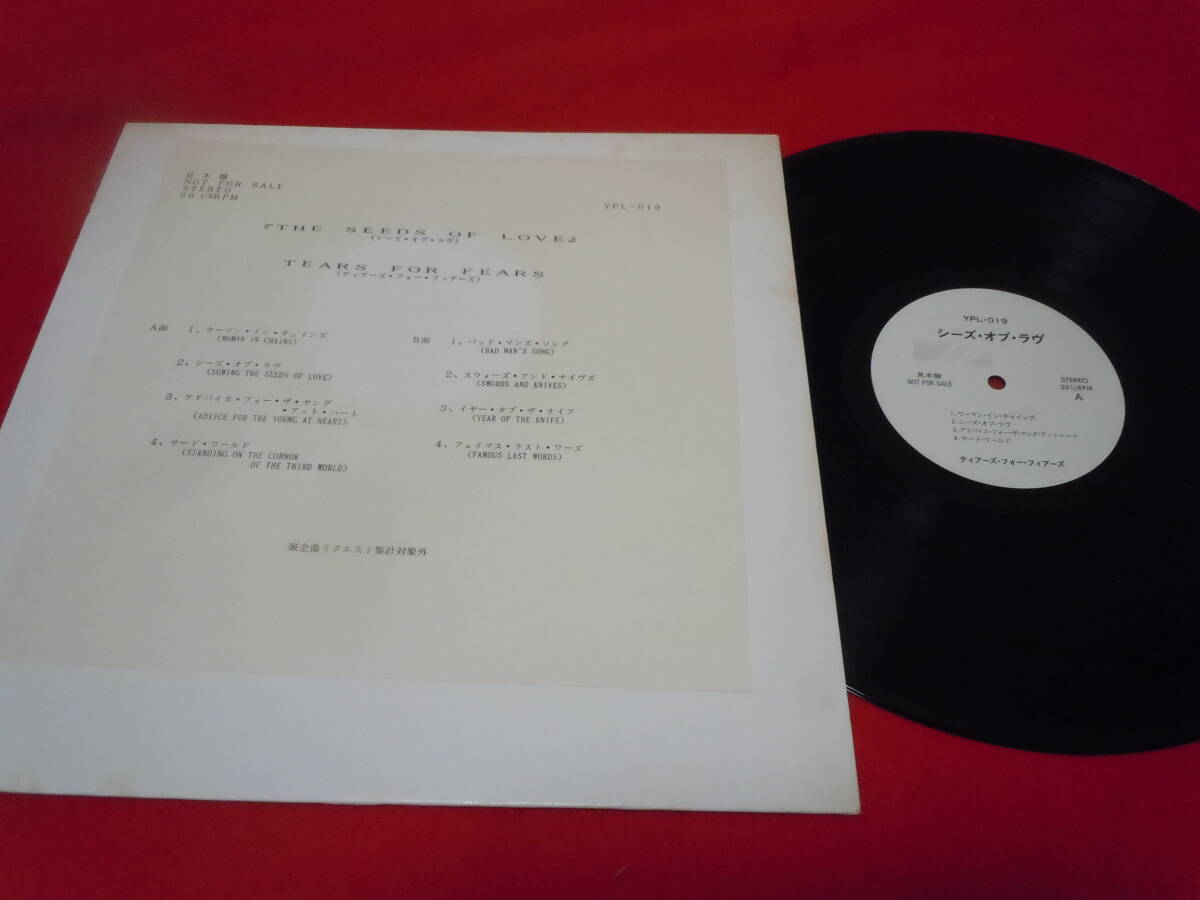 見本盤
NOT FOR SALE
STEREO
33 1/3RPM
YPL-019
『THE SEEDS OF LOVE』
(シーズ・オブ・ラヴ)
TEARS FOR FEARS
(ティアーズ・フォー・フィアーズ)
A面 1、ウーマン・イン・チェインズ
(WOMAN IN CHAINS)
2、シーズ・オブ・ラヴ
(SOWING THE SEEDS OF LOVE)
3、アドバイス・フォー・ザ・ヤング
・アット・ハート
(ADVICE FOR THE YOUNG AT HEART)
4、サード・ワールド
(STANDING ON THE CORNOR
OF THE THIRD WORLD)
B面 1、バッド・マンズ・ソング
(BAD MAN'S SONG)
2、スウォーズ・アンド・ナイヴズ
(SWORDS AND KNIVES)
3、イヤー・オブ・ザ・ナイフ
(YEAR OF THE KNIFE)
4、フェイマス・ラスト・ワーズ
(FAMOUS LAST WORDS)
※全曲リクエスト集計対象外
YPL-019
シーズ・オブ・ラヴ
見本盤
NOT FOR SALE
STEREO
33⅓RPM
A
1.ウーマン・イン・チェインズ
2.シーズ・オブ・ラヴ
3.アドバイス・フォー・ザ・ヤング・アット・ハート
4.サード・ワールド
ティアーズ・フォー・フィアーズ